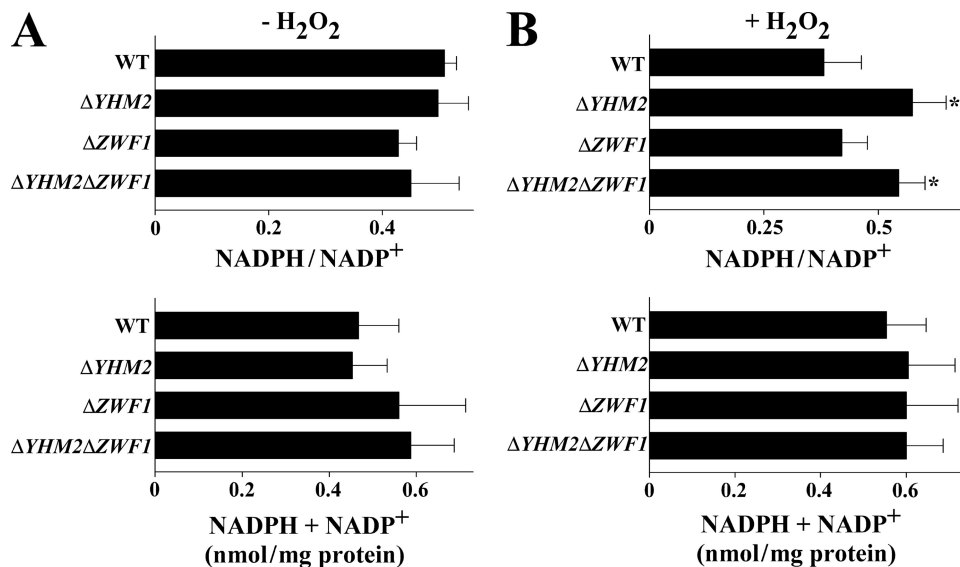 A
- H2O2
WT
ΔYHM2
ΔZWF1
ΔYHM2ΔZWF1
0 0.2 0.4
NADPH/NADP+
WT
ΔYHM2
ΔZWF1
ΔYHM2ΔZWF1
0 0.2 0.4 0.6
NADPH + NADP+
(nmol/mg protein)
B
+ H2O2
WT
ΔYHM2 *
ΔZWF1
ΔYHM2ΔZWF1 *
0 0.25 0.5
NADPH/NADP+
WT
ΔYHM2
ΔZWF1
ΔYHM2ΔZWF1
0 0.2 0.4 0.6
NADPH + NADP+
(nmol/mg protein)